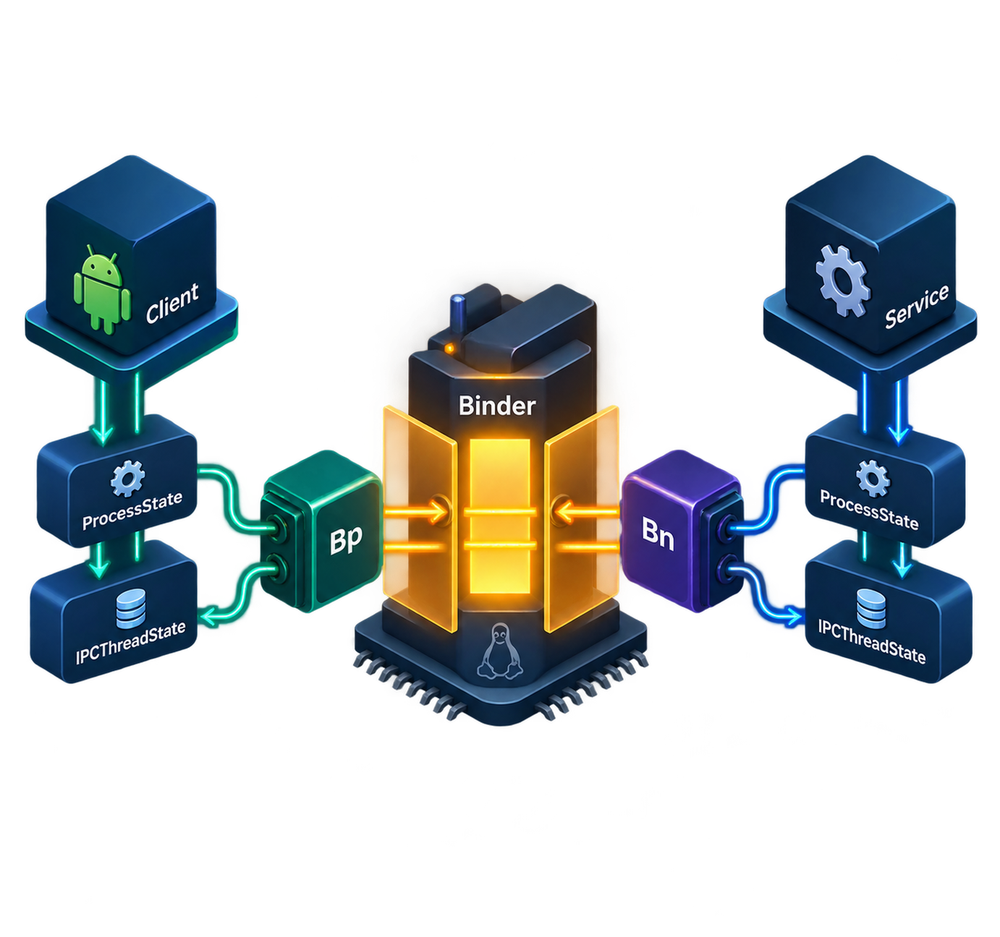 Client
ProcessState
IPCThreadState
Bp
Binder
Bn
Service
ProcessState
IPCThreadState